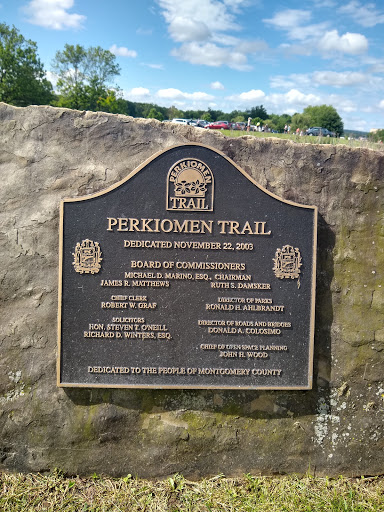 PERKIOMEN
TRAIL
PERKIOMEN TRAIL
DEDICATED NOVEMBER 22, 2003
BOARD OF COMMISSIONERS
MICHAEL D. MARINO, ESQ., CHAIRMAN
JAMES R. MATTHEWS RUTH S. DAMSKER
CHIEF CLERK
ROBERT W. GRAF
DIRECTOR OF PARKS
RONALD H. AHLBRANDT
SOLICITORS
HON. STEVEN T. O'NEILL
RICHARD D. WINTERS, ESQ.
DIRECTOR OF ROADS AND BRIDGES
DONALD A. COLOSIMO
CHIEF OF OPEN SPACE PLANNING
JOHN H. WOOD
DEDICATED TO THE PEOPLE OF MONTGOMERY COUNTY